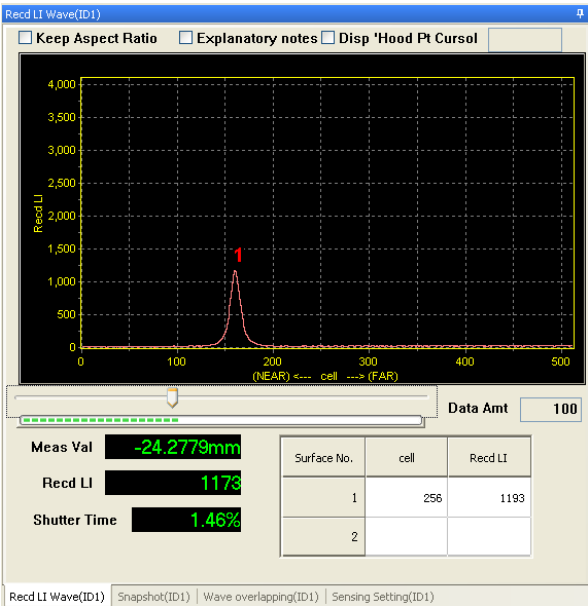 Recd LI Wave(ID1)
Keep Aspect Ratio Explanatory notes Disp 'Hood Pt Cursol
4,000
3,500
3,000
2,500
2,000
1,500
1,000
500
0
Recd LI
1
0 100 200 300 400 500
(NEAR) <--- cell ---> (FAR)
Data Amt 100
Meas Val -24.2779mm
Recd LI 1173
Shutter Time 1.46%
Surface No. cell Recd LI
1 256 1193
2
Recd LI Wave(ID1) Snapshot(ID1) Wave overlapping(ID1) Sensing Setting(ID1)